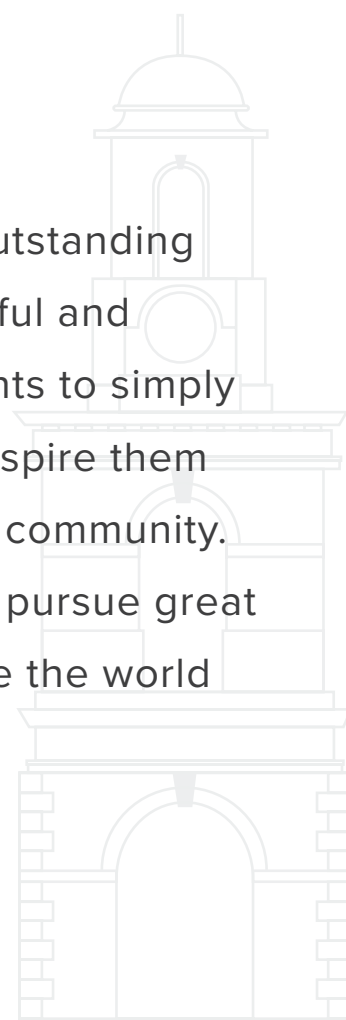 utstanding
ful and
nts to simply
spire them
community.
pursue great
e the world